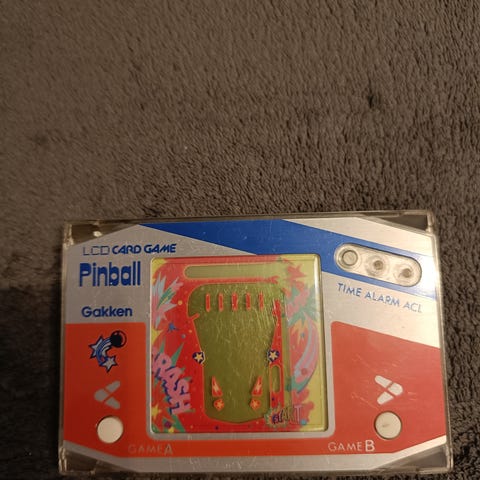 LCD CARD GAME
Pinball
Gakken
TIME ALARM ACL
CRASH
GAME A
GAME B